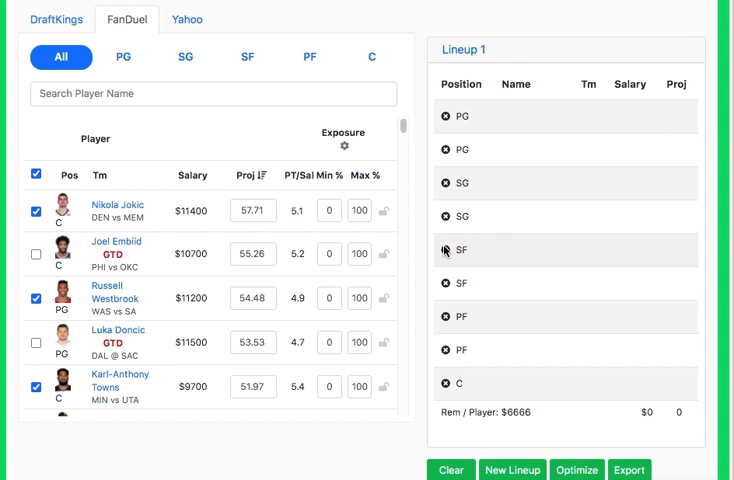 DraftKings FanDuel Yahoo
All PG SG SF PF C
Search Player Name
Player Exposure
Pos Tm Salary Proj PT/Sal Min % Max %
Nikola Jokic
C DEN vs MEM $11400 57.71 5.1 0 100
Joel Embiid
GTD
C PHI vs OKC $10700 55.26 5.2 0 100
Russell
Westbrook
PG WAS vs SA $11200 54.48 4.9 0 100
Luka Doncic
GTD
PG DAL @ SAC $11500 53.53 4.7 0 100
Karl-Anthony
Towns
C MIN vs UTA $9700 51.97 5.4 0 100
Lineup 1
Position Name Tm Salary Proj
PG
PG
SG
SG
SF
SF
PF
PF
C
Rem / Player: $6666 $0 0
Clear New Lineup Optimize Export